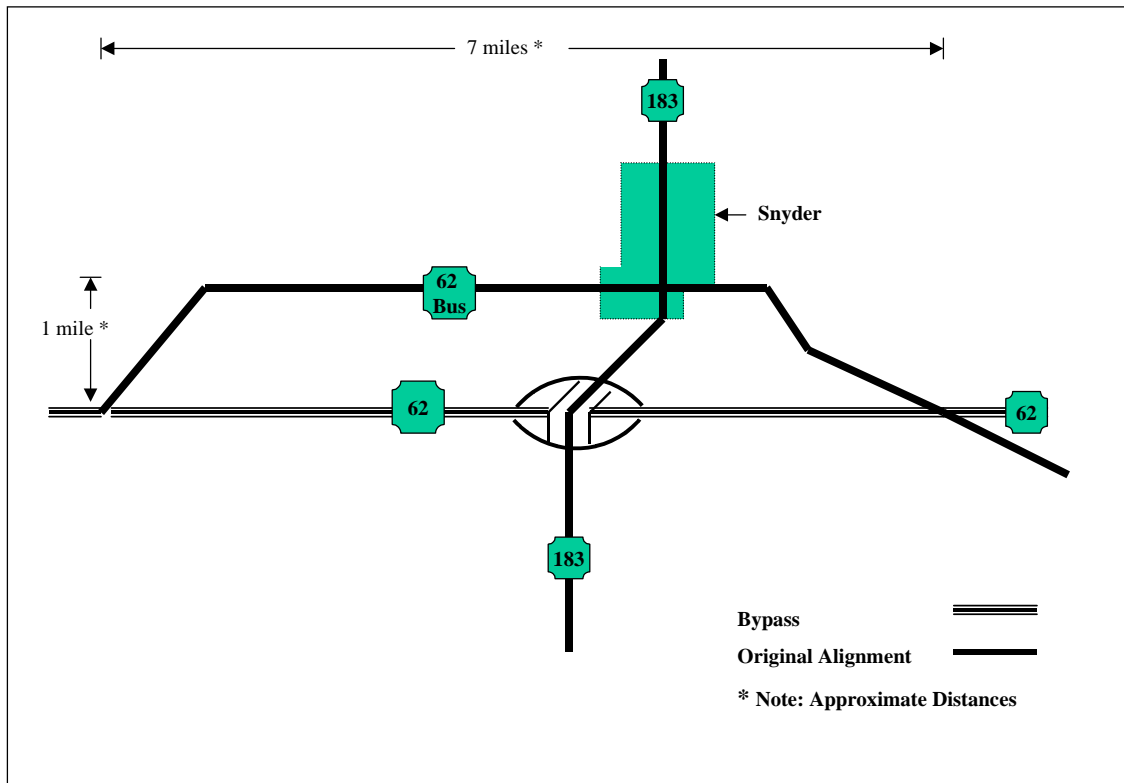 7 miles *
183
Snyder
62
Bus
1 mile *
62
62
183
Bypass
Original Alignment
* Note: Approximate Distances